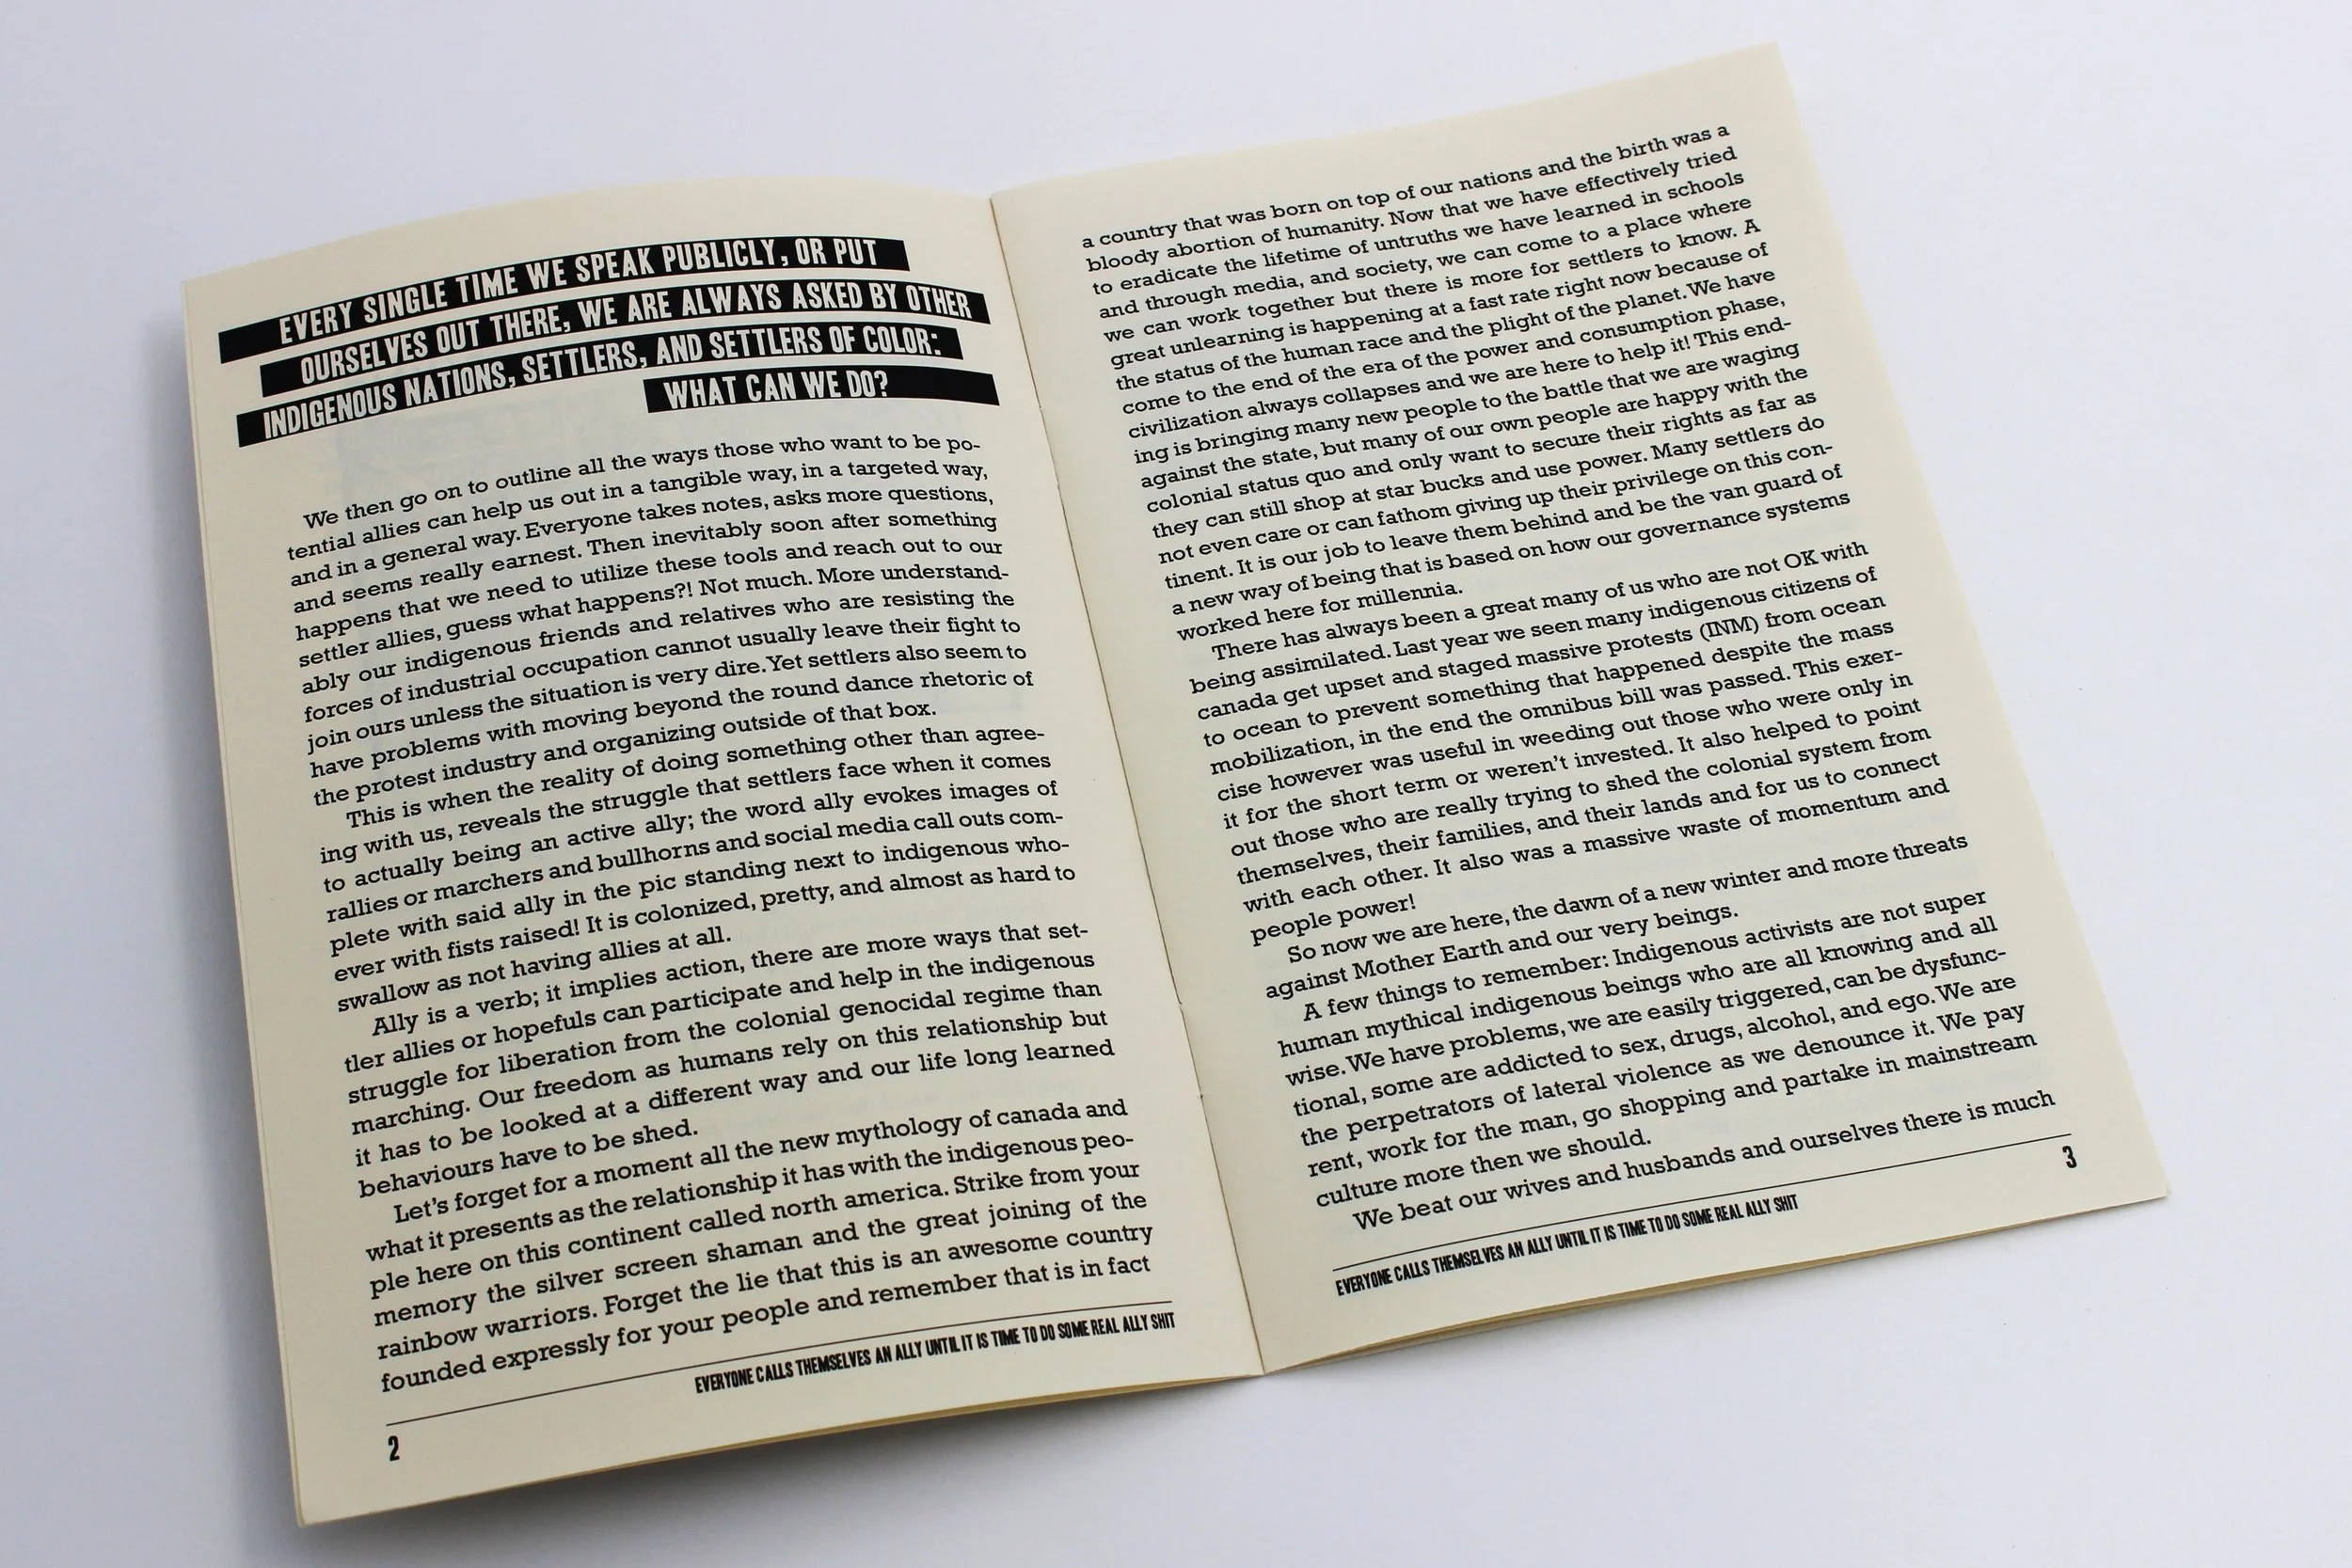 EVERY SINGLE TIME WE SPEAK PUBLICLY, OR PUT
OURSELVES OUT THERE, WE ARE ALWAYS ASKED BY OTHER
INDIGENOUS NATIONS, SETTLERS, AND SETTLERS OF COLOR:
WHAT CAN WE DO?
We then go on to outline all the ways those who want to be po-
tential allies can help us out in a tangible way, in a targeted way,
and in a general way. Everyone takes notes, asks more questions,
and seems really earnest. Then inevitably soon after something
happens that we need to utilize these tools and reach out to our
settler allies, guess what happens?! Not much. More understand-
ably our indigenous friends and relatives who are resisting the
forces of industrial occupation cannot usually leave their fight to
join ours unless the situation is very dire. Yet settlers also seem to
have problems with moving beyond the round dance rhetoric of
the protest industry and organizing outside of that box.
This is when the reality of doing something other than agree-
ing with us, reveals the struggle that settlers face when it comes
to actually being an active ally; the word ally evokes images of
rallies or marchers and bullhorns and social media call outs com-
plete with said ally in the pic standing next to indigenous who-
ever with fists raised! It is colonized, pretty, and almost as hard to
swallow as not having allies at all.
Ally is a verb; it implies action, there are more ways that set-
tler allies or hopefuls can participate and help in the indigenous
struggle for liberation from the colonial genocidal regime than
marching. Our freedom as humans rely on this relationship but
it has to be looked at a different way and our life long learned
behaviours have to be shed.
Let's forget for a moment all the new mythology of canada and
what it presents as the relationship it has with the indigenous peo-
ple here on this continent called north america. Strike from your
memory the silver screen shaman and the great joining of the
rainbow warriors. Forget the lie that this is an awesome country
founded expressly for your people and remember that is in fact
EVERYONE CALLS THEMSELVES AN ALLY UNTIL IT IS TIME TO DO SOME REAL ALLY SHIT
2
a country that was born on top of our nations and the birth was a
bloody abortion of humanity. Now that we have effectively tried
to eradicate the lifetime of untruths we have learned in schools
and through media, and society, we can come to a place where
we can work together but there is more for settlers to know. A
great unlearning is happening at a fast rate right now because of
the status of the human race and the plight of the planet. We have
come to the end of the era of the power and consumption phase,
civilization always collapses and we are here to help it! This end-
ing is bringing many new people to the battle that we are waging
against the state, but many of our own people are happy with the
colonial status quo and only want to secure their rights as far as
they can still shop at star bucks and use power. Many settlers do
not even care or can fathom giving up their privilege on this con-
tinent. It is our job to leave them behind and be the van guard of
a new way of being that is based on how our governance systems
worked here for millennia.
There has always been a great many of us who are not OK with
being assimilated. Last year we seen many indigenous citizens of
canada get upset and staged massive protests (INM) from ocean
to ocean to prevent something that happened despite the mass
mobilization, in the end the omnibus bill was passed. This exer-
cise however was useful in weeding out those who were only in
it for the short term or weren't invested. It also helped to point
out those who are really trying to shed the colonial system from
themselves, their families, and their lands and for us to connect
with each other. It also was a massive waste of momentum and
people power!
So now we are here, the dawn of a new winter and more threats
against Mother Earth and our very beings.
A few things to remember: Indigenous activists are not super
human mythical indigenous beings who are all knowing and all
wise. We have problems, we are easily triggered, can be dysfunc-
tional, some are addicted to sex, drugs, alcohol, and ego. We are
the perpetrators of lateral violence as we denounce it. We pay
rent, work for the man, go shopping and partake in mainstream
culture more then we should.
We beat our wives and husbands and ourselves there is much
EVERYONE CALLS THEMSELVES AN ALLY UNTIL IT IS TIME TO DO SOME REAL ALLY SHIT
3